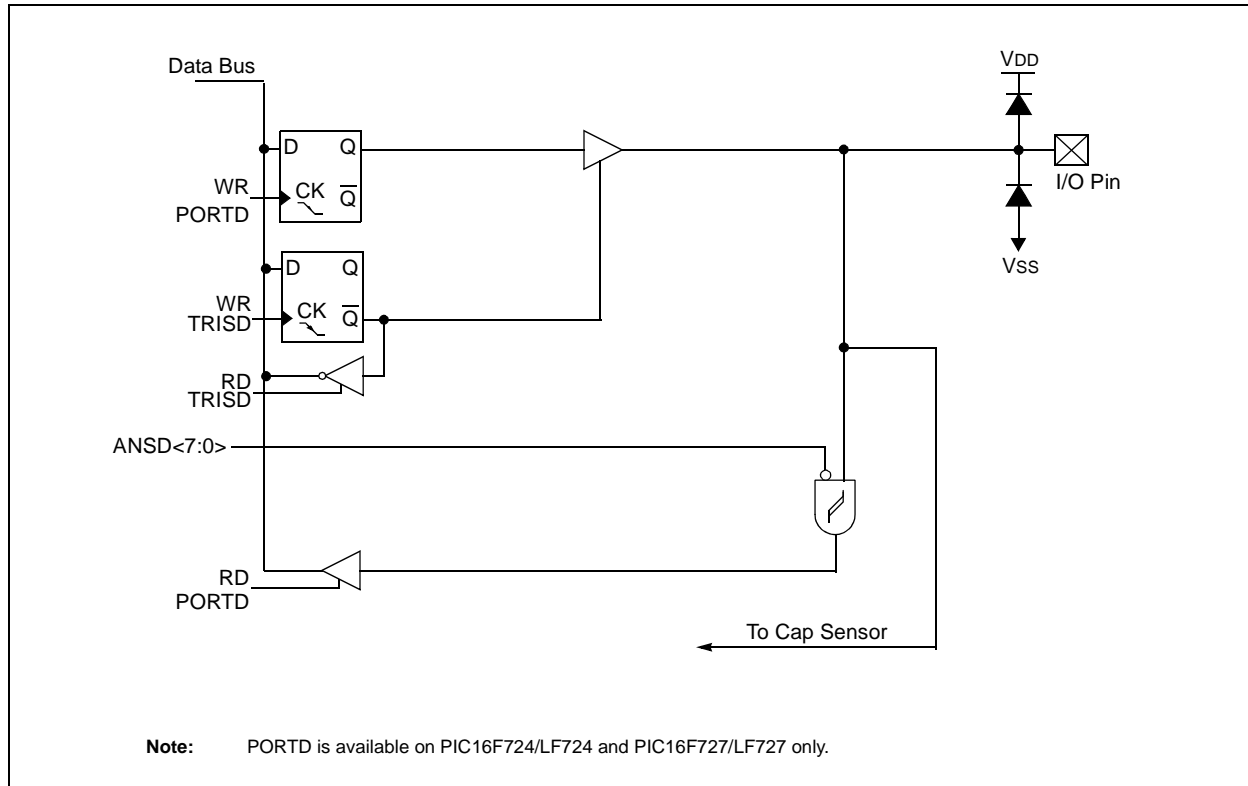 Data Bus
VDD
D Q
WR
PORTD
CK Q
I/O Pin
D Q
VSS
WR
TRISD
CK Q
RD
TRISD
ANSD<7:0>
RD
PORTD
To Cap Sensor
Note: PORTD is available on PIC16F724/LF724 and PIC16F727/LF727 only.